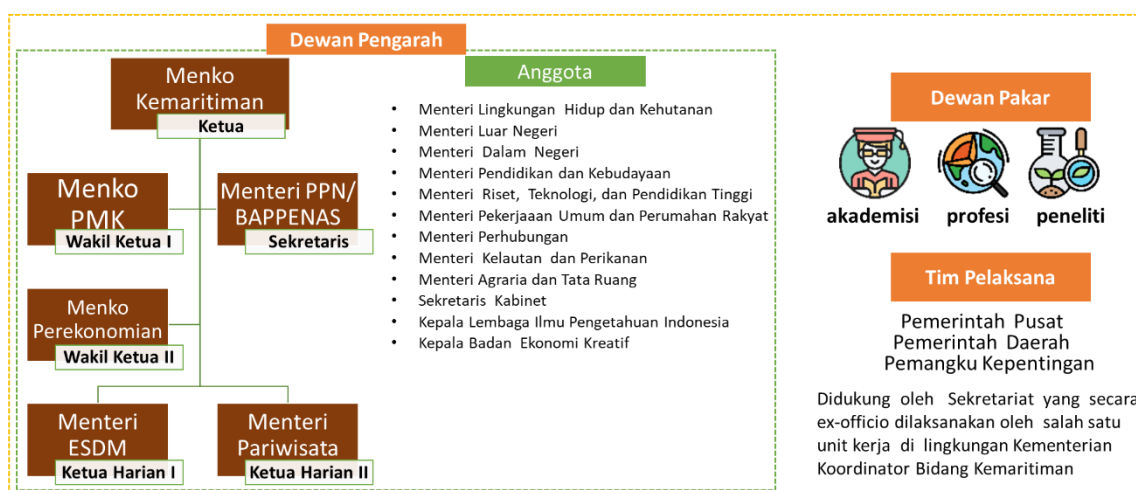 Dewan Pengarah
Menko
Kemaritiman
Ketua
Menko
PMK
Wakil Ketua I
Menteri PPN/
BAPPENAS
Sekretaris
Menko
Perekonomian
Wakil Ketua II
Menteri
ESDM
Ketua Harian I
Menteri
Pariwisata
Ketua Harian II
Anggota
• Menteri Lingkungan Hidup dan Kehutanan
• Menteri Luar Negeri
• Menteri Dalam Negeri
• Menteri Pendidikan dan Kebudayaan
• Menteri Riset, Teknologi, dan Pendidikan Tinggi
• Menteri Pekerjaaan Umum dan Perumahan Rakyat
• Menteri Perhubungan
• Menteri Kelautan dan Perikanan
• Menteri Agraria dan Tata Ruang
• Sekretaris Kabinet
• Kepala Lembaga Ilmu Pengetahuan Indonesia
• Kepala Badan Ekonomi Kreatif
Dewan Pakar
akademisi profesi peneliti
Tim Pelaksana
Pemerintah Pusat
Pemerintah Daerah
Pemangku Kepentingan
Didukung oleh Sekretariat yang secara
ex-officio dilaksanakan oleh salah satu
unit kerja di lingkungan Kementerian
Koordinator Bidang Kemaritiman